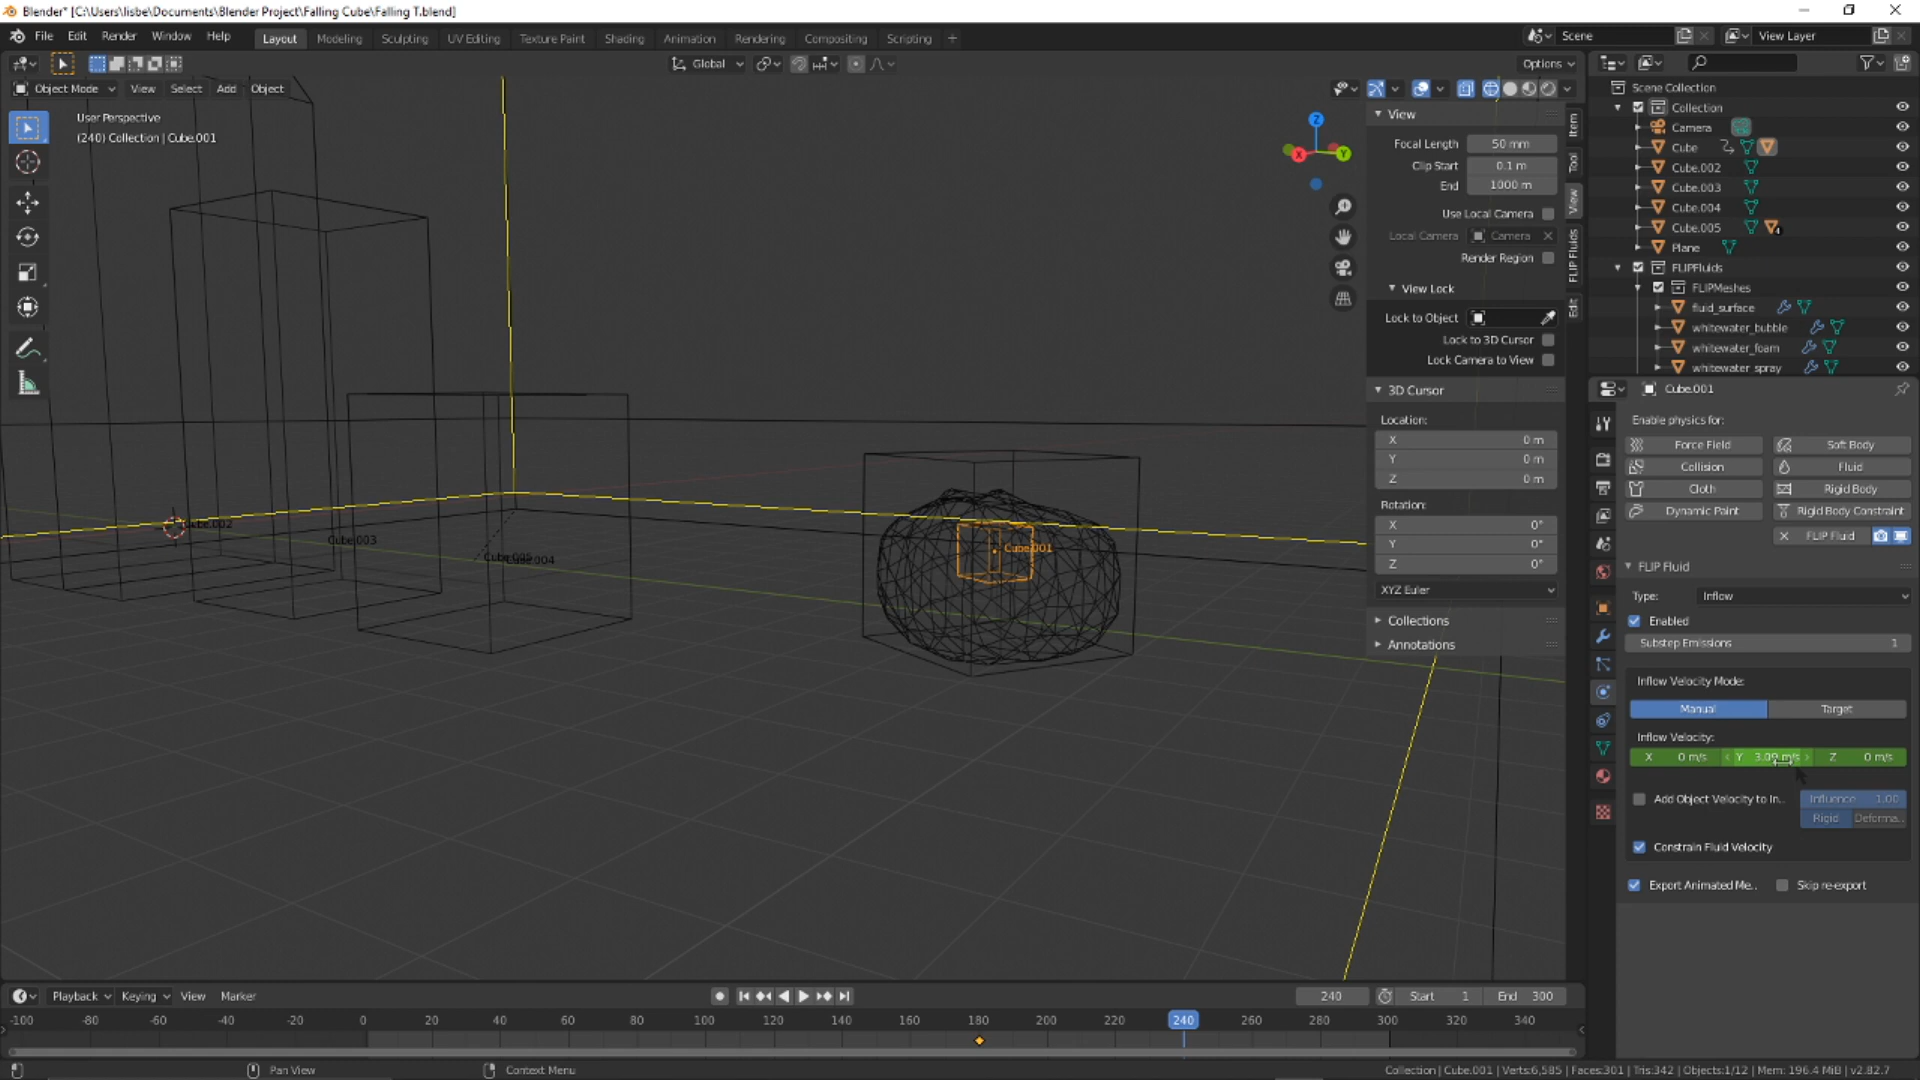 Blender* [C:\Users\lisbe\Documents\Blender Project\Falling Cube\Falling T.blend]
File Edit Render Window Help Layout Modeling Sculpting UV Editing Texture Paint Shading Animation Rendering Compositing Scripting + Scene View Layer
Global Options
Object Mode View Select Add Object
User Perspective
(240) Collection | Cube.001
Z
X
Y
Cube.003
Cube.004
Cube.001
View
Focal Length 50 mm
Clip Start 0.1 m
End 1000 m
Use Local Camera
Local Camera Camera
Render Region
View Lock
Lock to Object
Lock to 3D Cursor
Lock Camera to View
3D Cursor
Location:
X 0 m
Y 0 m
Z 0 m
Rotation:
X 0°
Y 0°
Z 0°
XYZ Euler
Collections
Annotations
Item
Tool
View
FLIP Fluids
Edit
Scene Collection
Collection
Camera
Cube
Cube.002
Cube.003
Cube.004
Cube.005 4
Plane
FLIPFluids
FLIPMeshes
fluid_surface
whitewater_bubble
whitewater_foam
whitewater_spray
Cube.001
Enable physics for:
Force Field Soft Body
Collision Fluid
Cloth Rigid Body
Dynamic Paint Rigid Body Constraint
FLIP Fluid
FLIP Fluid
Type: Inflow
Enabled
Substep Emissions 1
Inflow Velocity Mode:
Manual Target
Inflow Velocity:
X 0 m/s Y 3.09 m/s Z 0 m/s
Add Object Velocity to In.. Influence 1.00
Rigid Deforma..
Constrain Fluid Velocity
Export Animated Me.. Skip re-export
Playback Keying View Marker 240 Start 1 End 300
-100 -80 -60 -40 -20 0 20 40 60 80 100 120 140 160 180 200 220 240 260 280 300 320 340
Pan View Context Menu Collection | Cube.001 | Verts:6,585 | Faces:301 | Tris:342 | Objects:1/12 | Mem: 196.4 MiB | v2.82.7